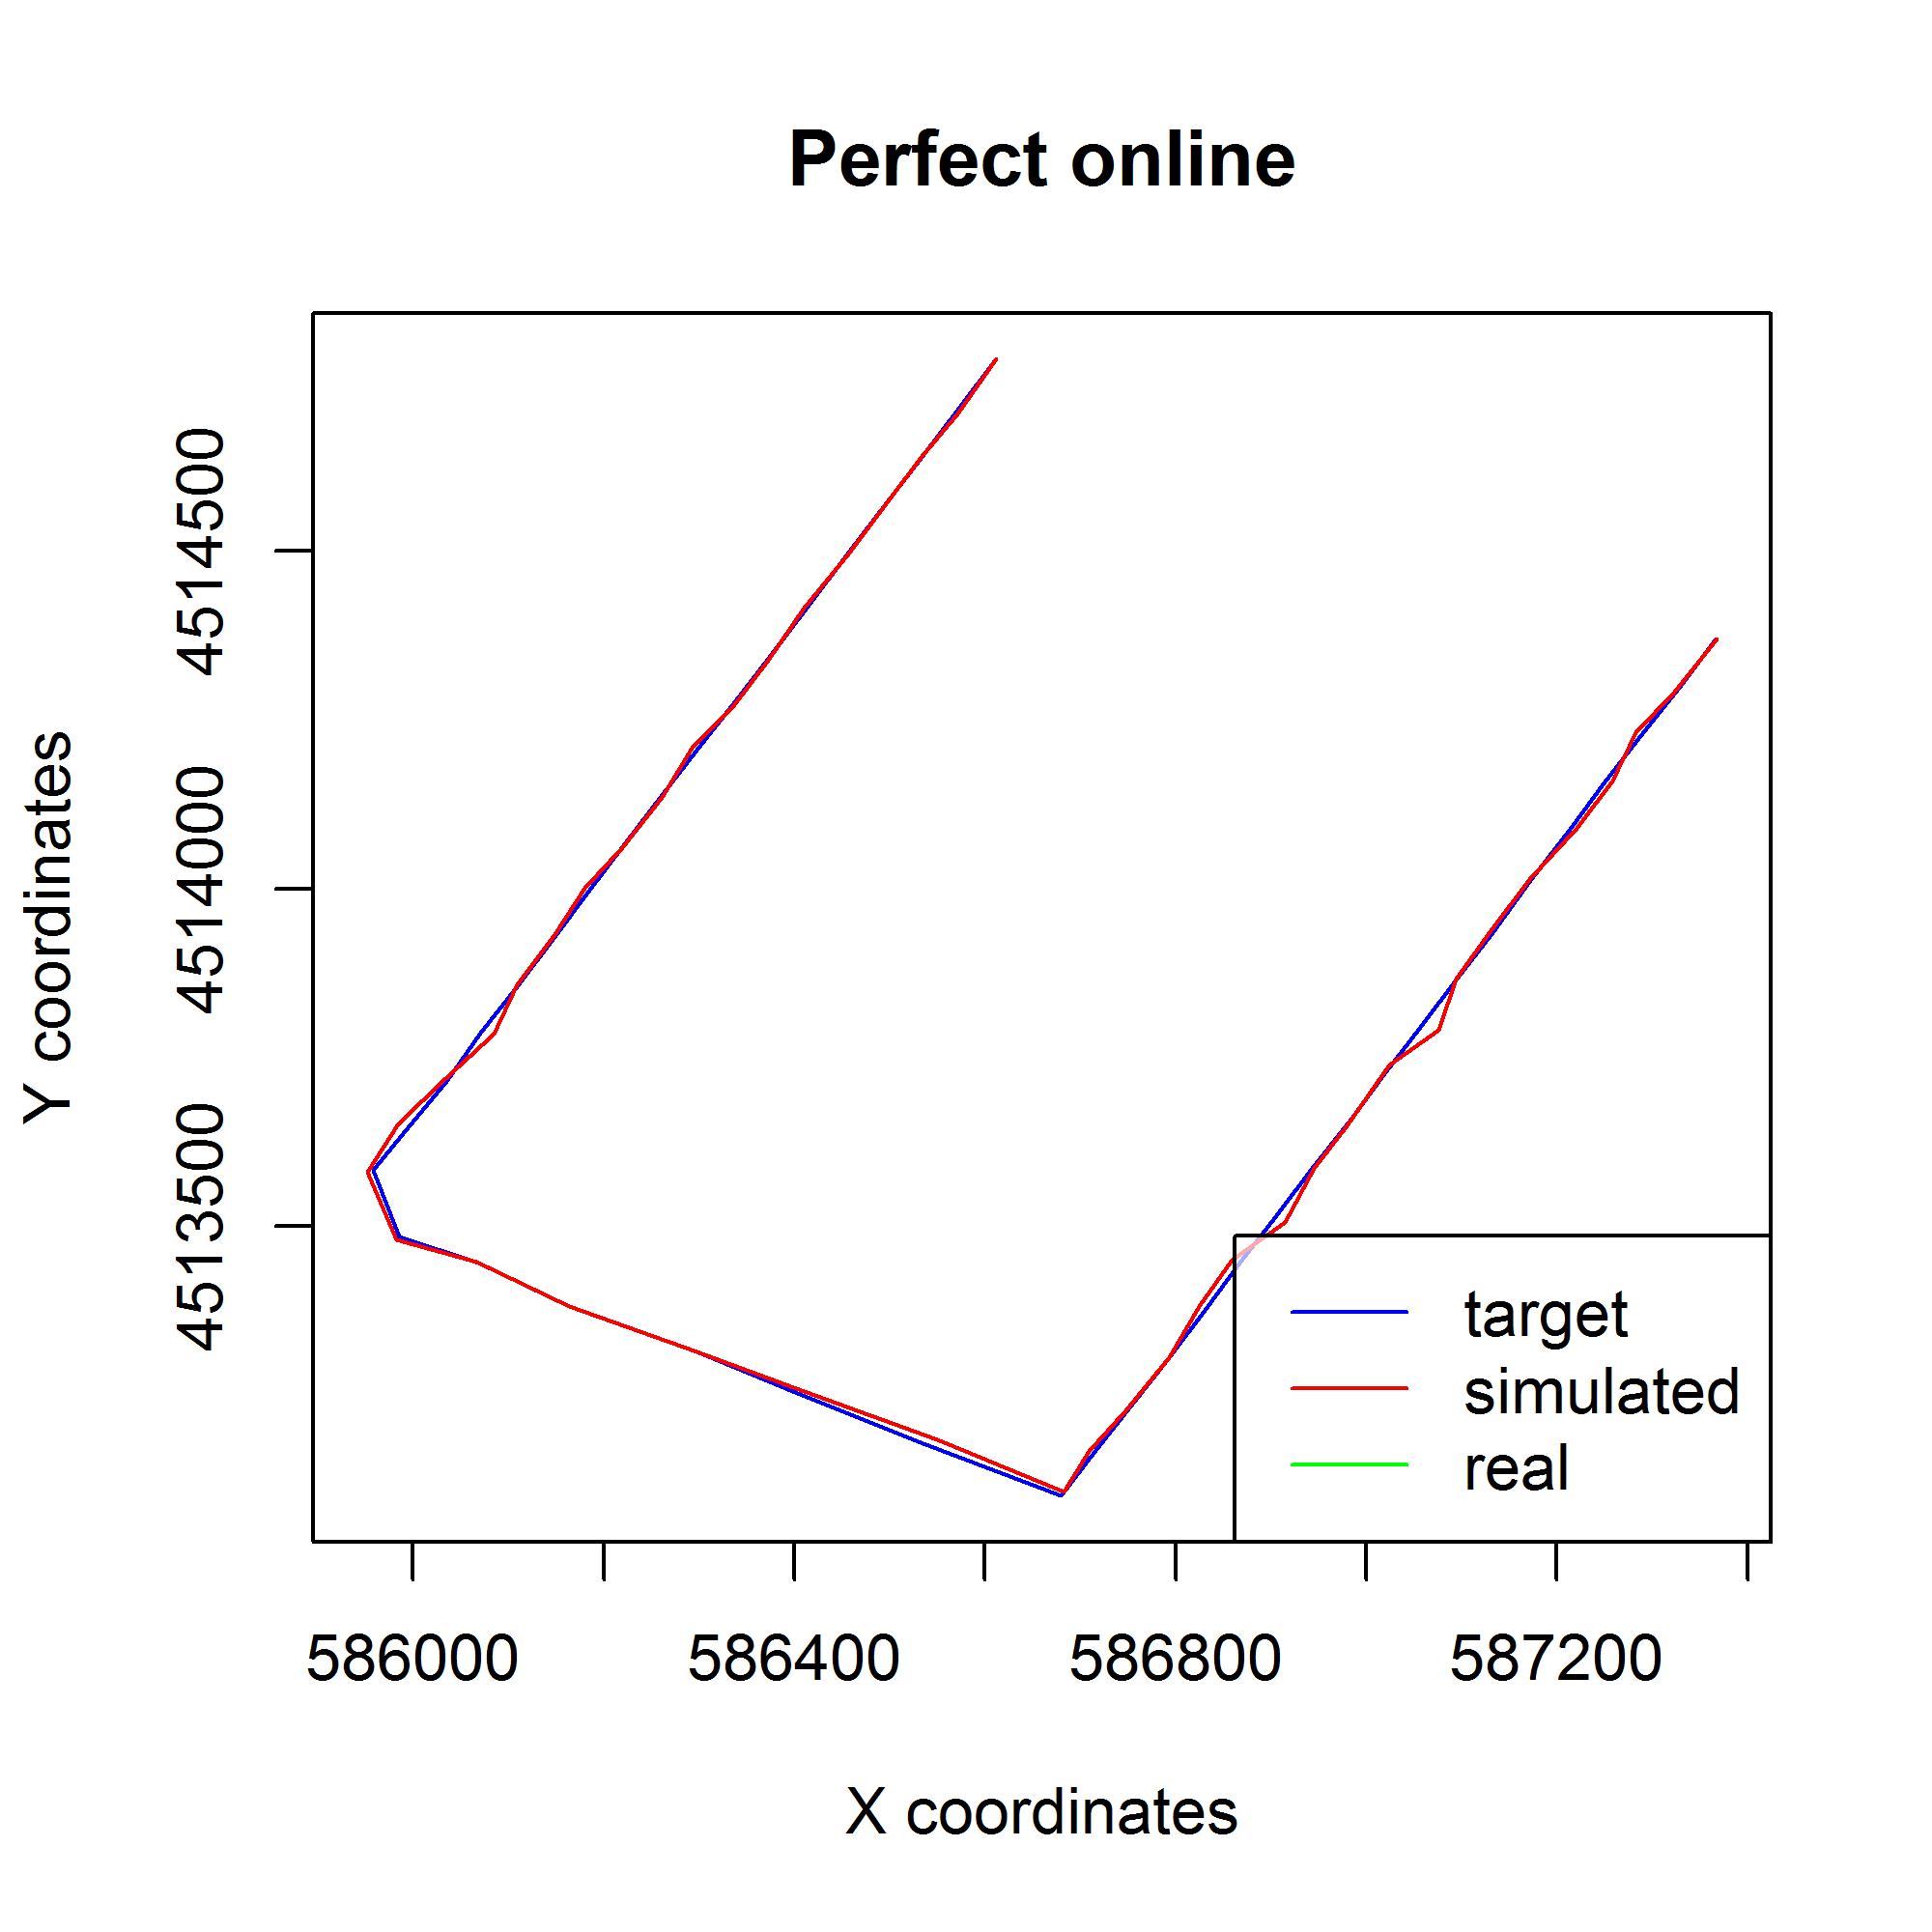 Perfect online
Y coordinates
4514500
4514000
4513500
target
simulated
real
586000 586400 586800 587200
X coordinates